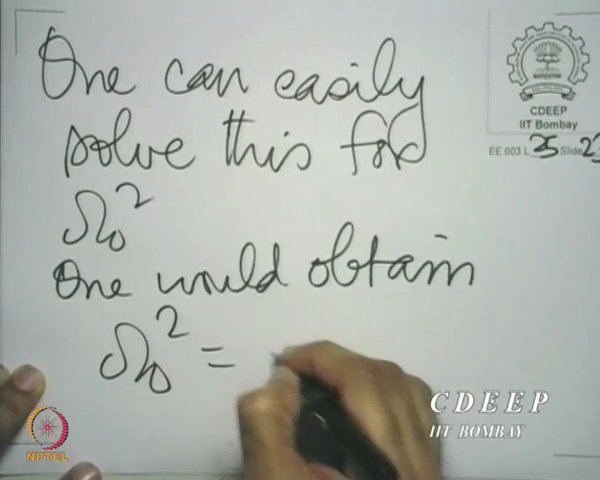 One can easily
solve this for
Ω₀²
One would obtain
Ω₀² =
CDEEP
IIT Bombay
EE 603 L 25 Slide 23
CDEEP
IIT BOMBAY
NPTEL